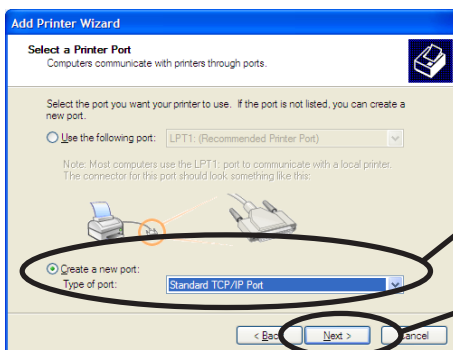 Add Printer Wizard
Select a Printer Port
Computers communicate with printers through ports.
Select the port you want your printer to use. If the port is not listed, you can create a
new port.
Use the following port: LPT1: (Recommended Printer Port)
Note: Most computers use the LPT1: port to communicate with a local printer.
The connector for this port should look something like this:
Create a new port:
Type of port: Standard TCP/IP Port
< Back Next > Cancel